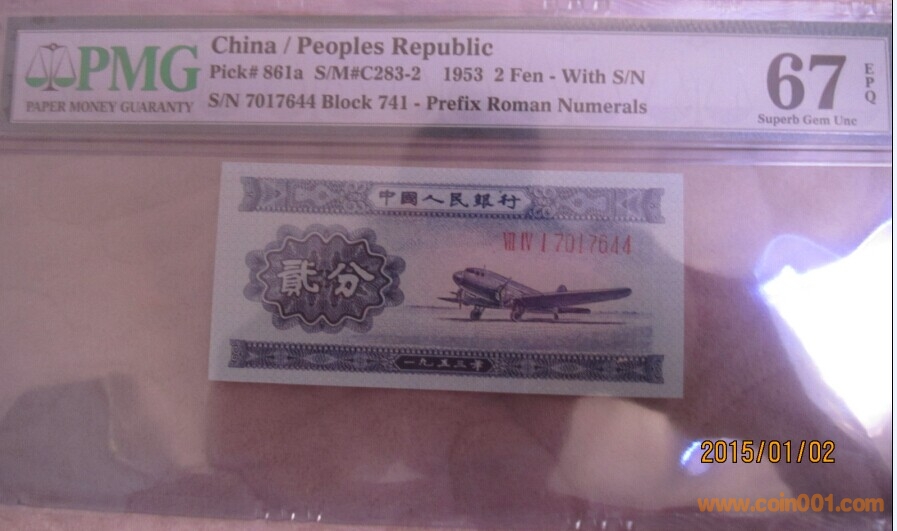 PMG
PAPER MONEY GUARANTY
China / Peoples Republic
Pick# 861a S/M#C283-2 1953 2 Fen - With S/N
S/N 7017644 Block 741 - Prefix Roman Numerals
67
EPQ
Superb Gem Unc
中國人民銀行
VII IV I 7017644
貳分
一九五三年
2015/01/02
www.coin001.com